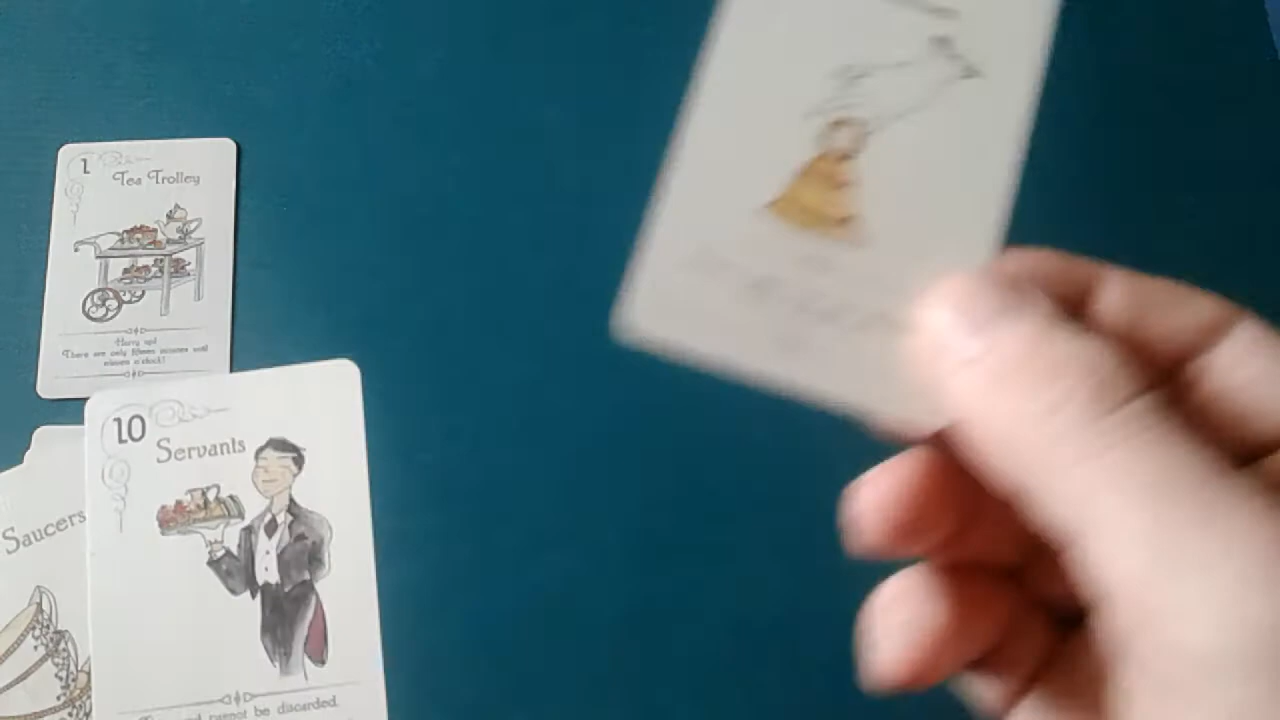 1
Tea Trolley
Hurry up!
There are only fifteen minutes until
eleven o'clock!
10
Servants
Saucers
cannot be discarded.